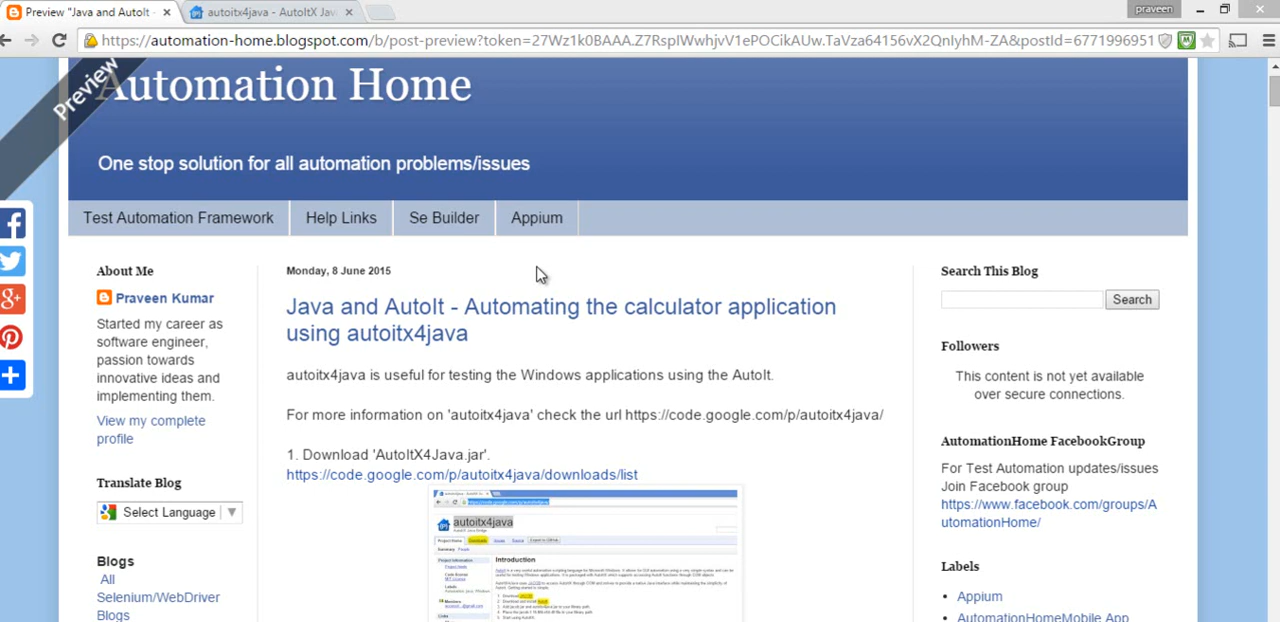 Preview "Java and AutoIt -
autoitx4java - AutoItX Jav
praveen
https://automation-home.blogspot.com/b/post-preview?token=27Wz1k0BAAA.Z7RspIWwhjvV1ePOCikAUw.TaVza64156vX2QnIyhM-ZA&postId=6771996951
Preview
Automation Home
One stop solution for all automation problems/issues
Test Automation Framework
Help Links
Se Builder
Appium
About Me
Praveen Kumar
Started my career as
software engineer,
passion towards
innovative ideas and
implementing them.
View my complete
profile
Translate Blog
Select Language
Blogs
All
Selenium/WebDriver
Blogs
Monday, 8 June 2015
Java and AutoIt - Automating the calculator application
using autoitx4java
autoitx4java is useful for testing the Windows applications using the AutoIt.
For more information on 'autoitx4java' check the url https://code.google.com/p/autoitx4java/
1. Download 'AutoItX4Java.jar'.
https://code.google.com/p/autoitx4java/downloads/list
autoitx4java
Introduction
Search This Blog
Search
Followers
This content is not yet available
over secure connections.
AutomationHome FacebookGroup
For Test Automation updates/issues
Join Facebook group
https://www.facebook.com/groups/A
utomationHome/
Labels
Appium
AutomationHomeMobile App